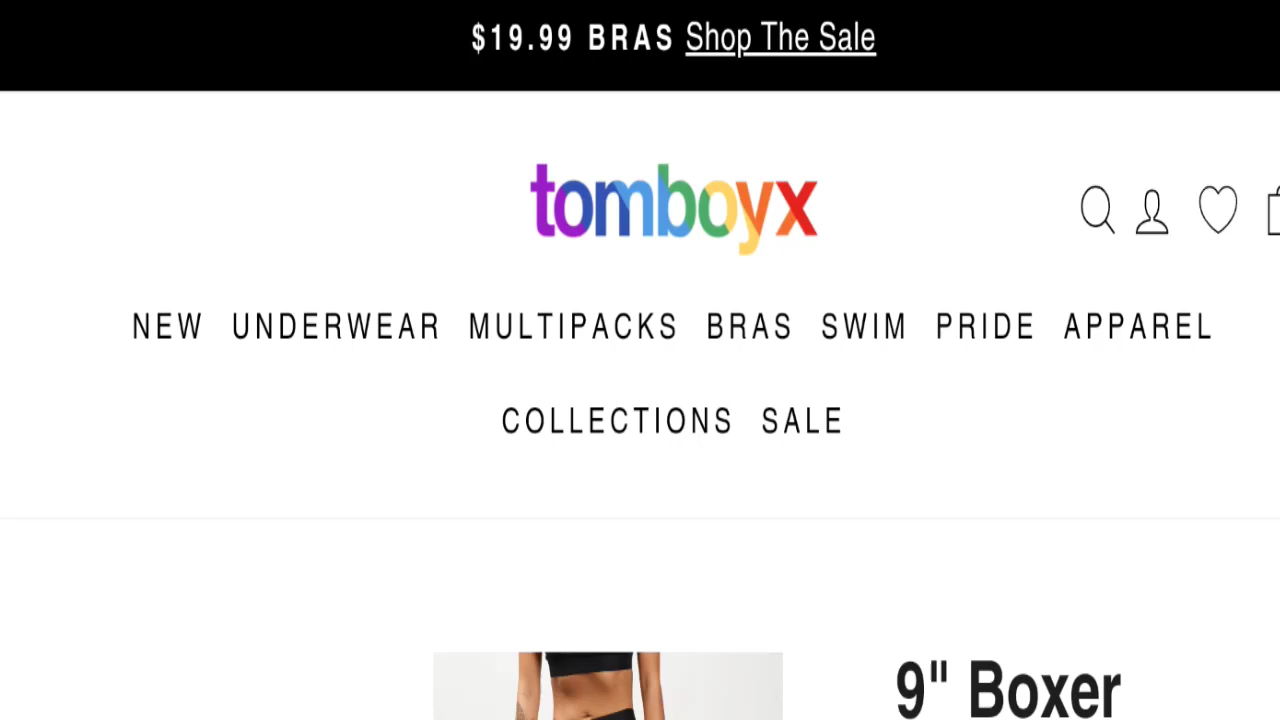 $19.99 BRAS Shop The Sale
tomboyx
NEW UNDERWEAR MULTIPACKS BRAS SWIM PRIDE APPAREL
COLLECTIONS SALE
9" Boxer